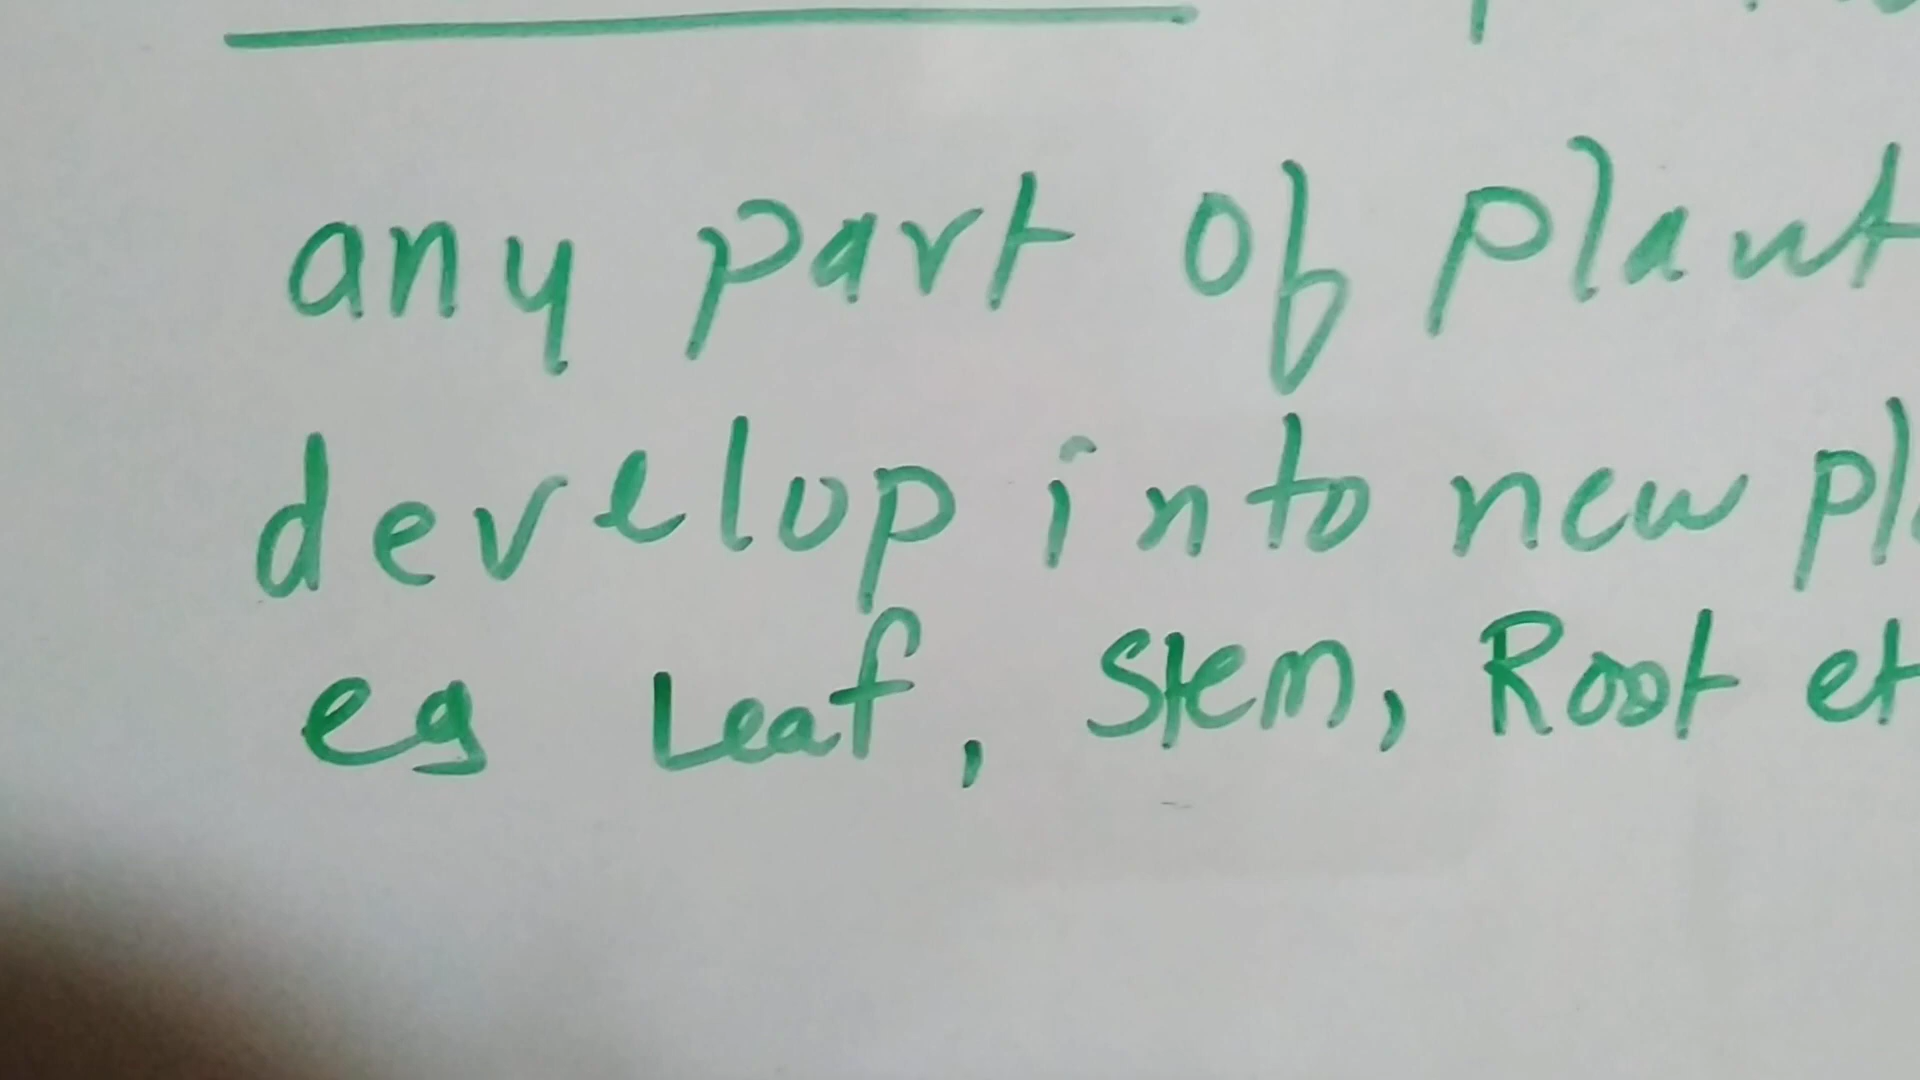 any part of plant
develop into new pl
eg Leaf, Stem, Root et